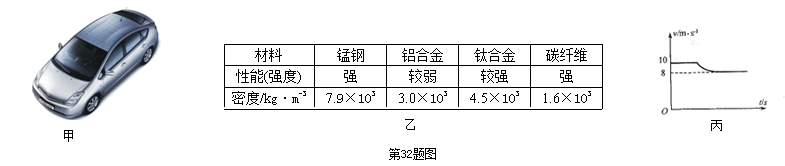 甲
材料 锰钢 铝合金 钛合金 碳纤维
性能(强度) 强 较弱 较强 强
密度/kg·m⁻³ 7.9×10³ 3.0×10³ 4.5×10³ 1.6×10³
乙
v/m·s⁻¹
10
8
O
t/s
丙
第32题图